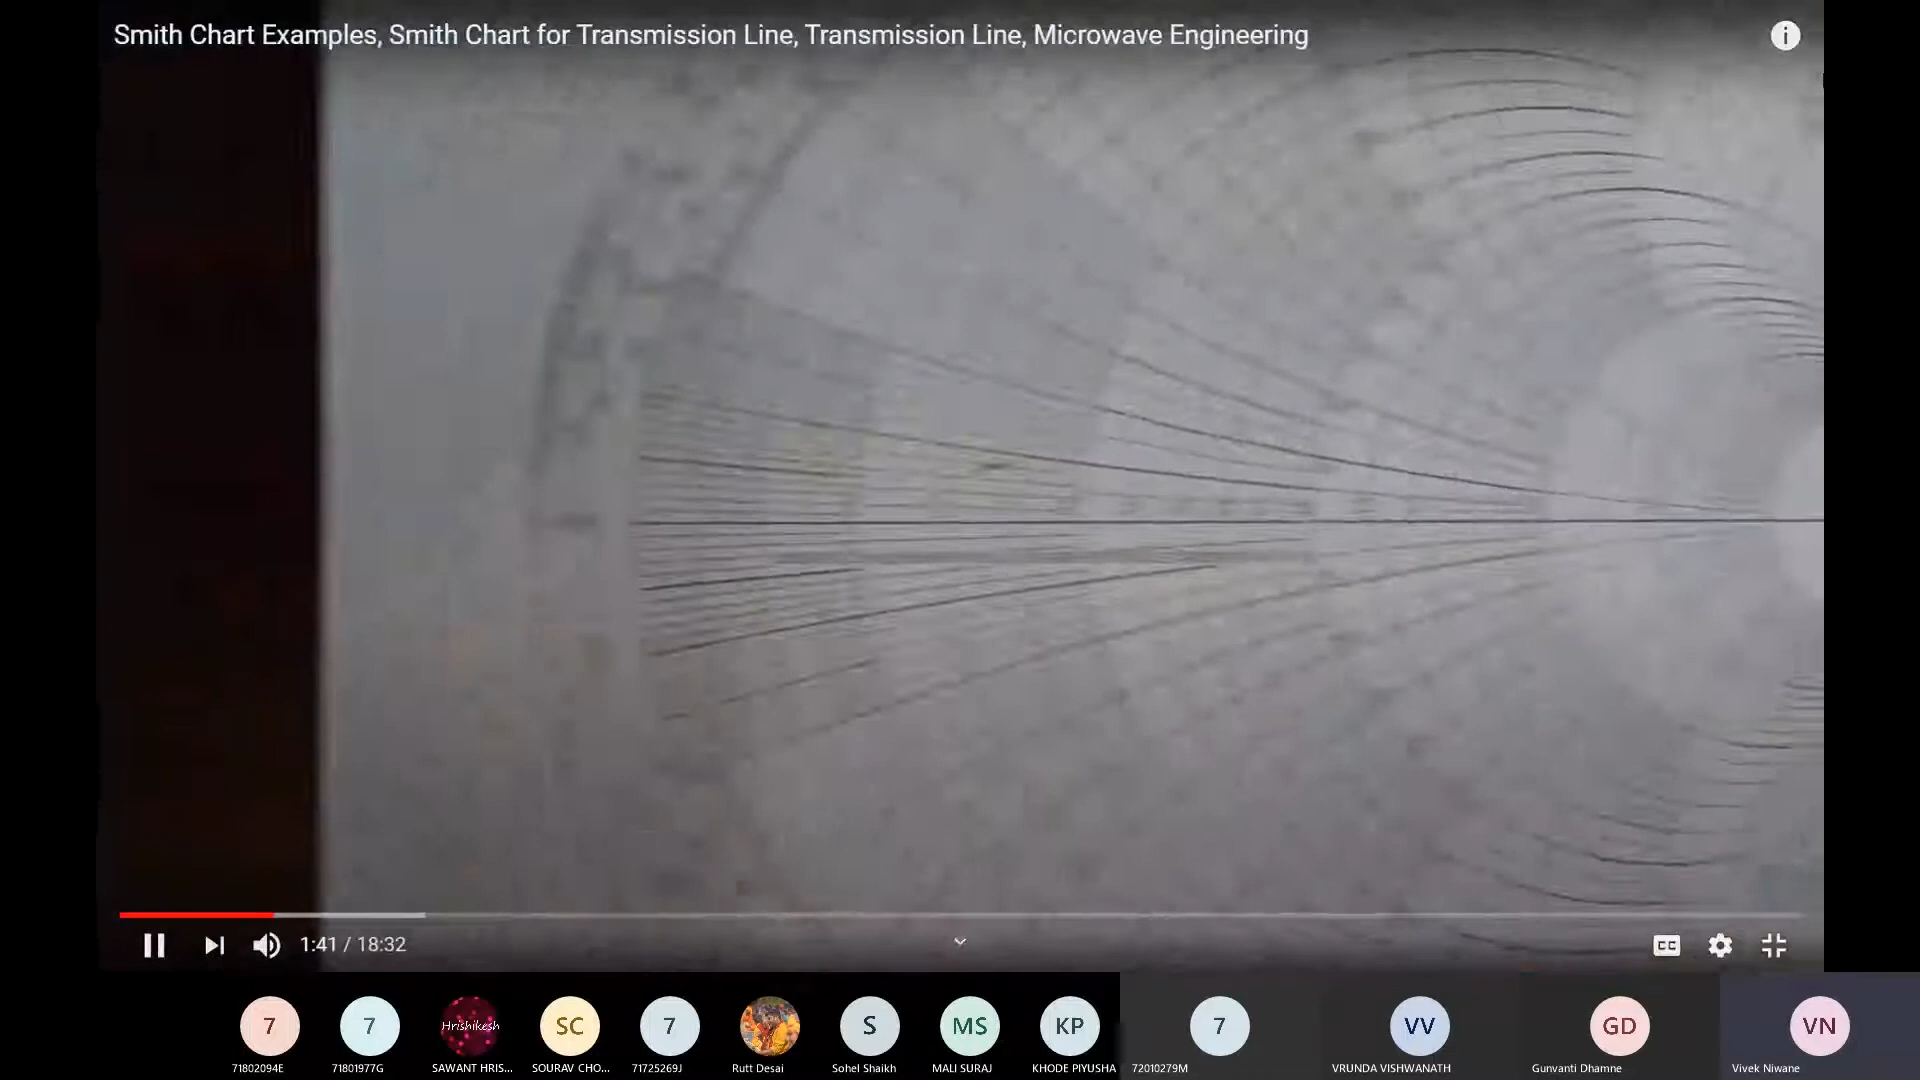 Smith Chart Examples, Smith Chart for Transmission Line, Transmission Line, Microwave Engineering
1:41 / 18:32
CC
7
7
Hrishikesh
SC
7
S
MS
KP
7
VV
GD
VN
71802094E
71801977G
SAWANT HRIS...
SOURAV CHO...
71725269J
Rutt Desai
Sohel Shaikh
MALI SURAJ
KHODE PIYUSHA
72010279M
VRUNDA VISHWANATH
Gunvanti Dhamne
Vivek Niwane